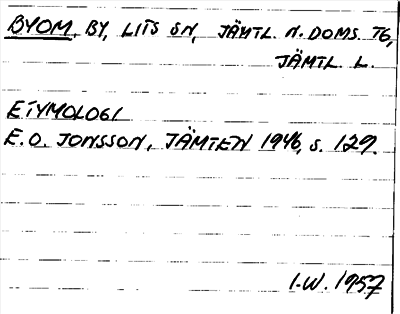 BYOM, BY, LITS SN, JÄMTL. N. DOMS. TG,
JÄMTL L.
ETYMOLOGI
E.O. JONSSON, JÄMTEN 1946, S. 129.
I.W. 1957